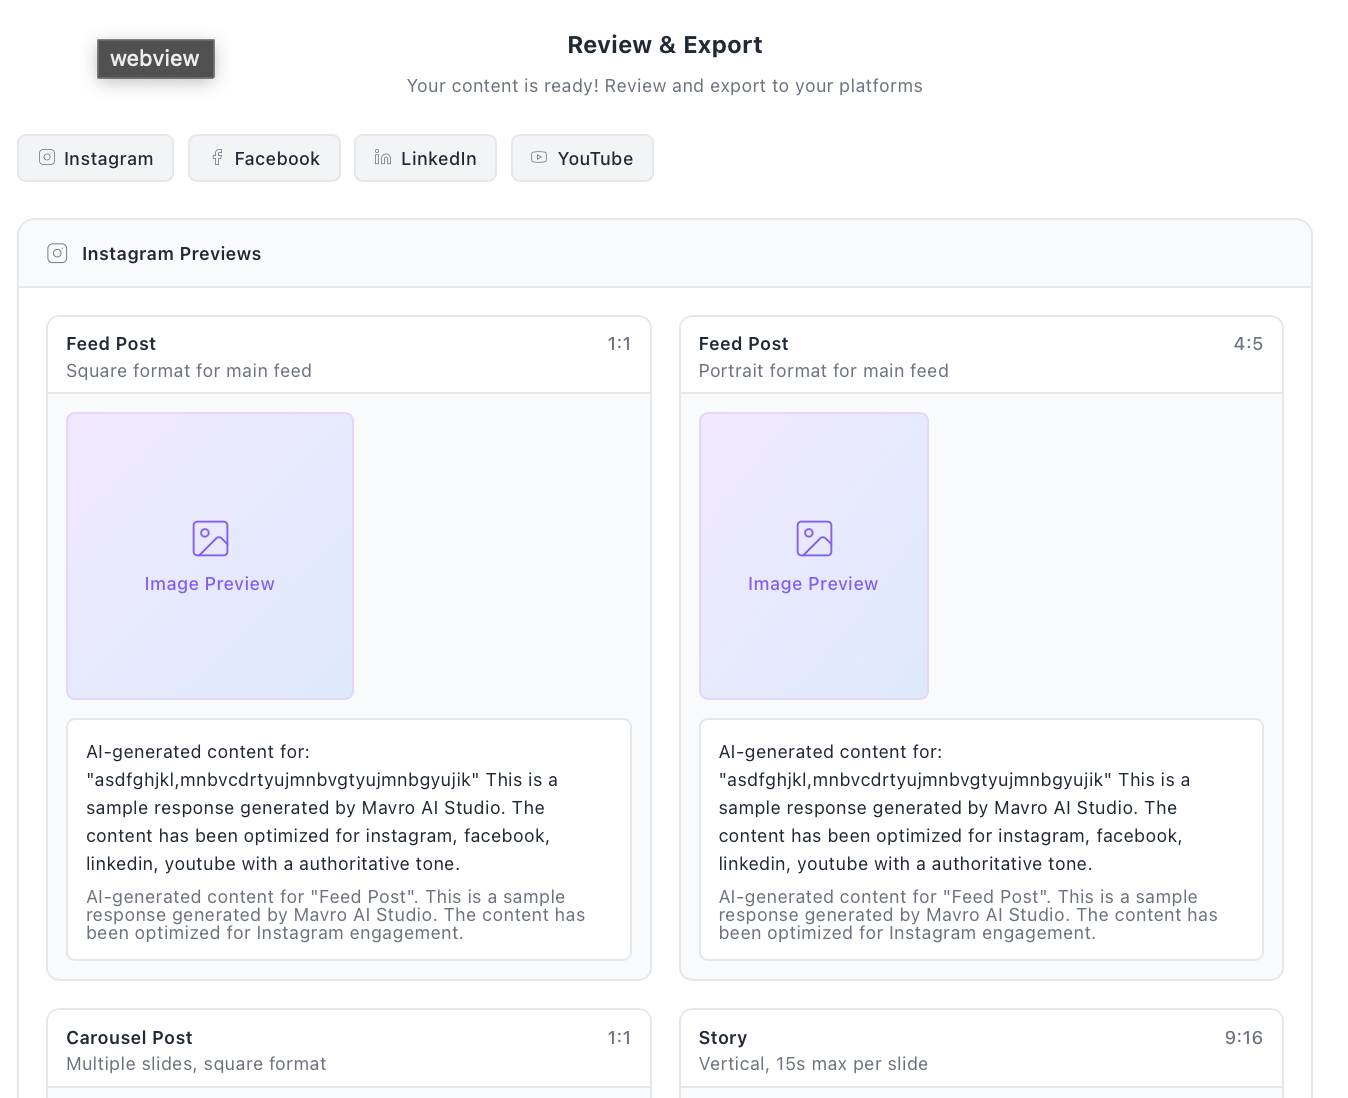 webview
Review & Export
Your content is ready! Review and export to your platforms
Instagram
Facebook
LinkedIn
YouTube
Instagram Previews
Feed Post
1:1
Square format for main feed
Image Preview
AI-generated content for:
"asdfghjkl,mnbvcdrtyujmnbvgtyujmnbgyujik" This is a
sample response generated by Mavro AI Studio. The
content has been optimized for instagram, facebook,
linkedin, youtube with a authoritative tone.
AI-generated content for "Feed Post". This is a sample
response generated by Mavro AI Studio. The content has
been optimized for Instagram engagement.
Feed Post
4:5
Portrait format for main feed
Image Preview
AI-generated content for:
"asdfghjkl,mnbvcdrtyujmnbvgtyujmnbgyujik" This is a
sample response generated by Mavro AI Studio. The
content has been optimized for instagram, facebook,
linkedin, youtube with a authoritative tone.
AI-generated content for "Feed Post". This is a sample
response generated by Mavro AI Studio. The content has
been optimized for Instagram engagement.
Carousel Post
1:1
Multiple slides, square format
Story
9:16
Vertical, 15s max per slide